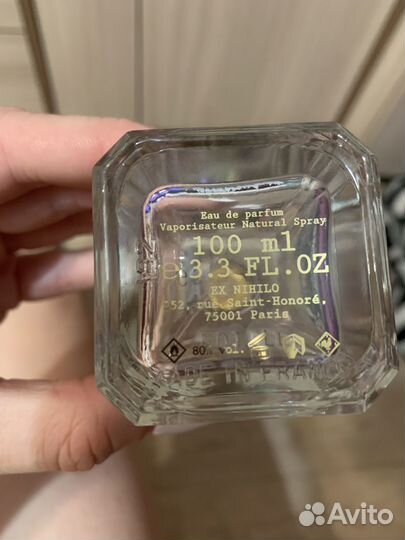 Eau de parfum
Vaporisateur Natural Spray
100 ml
e 3.3 FL.OZ
EX NIHILO
352, rue Saint-Honoré,
75001 Paris
80% vol.
MADE IN FRANCE
Avito